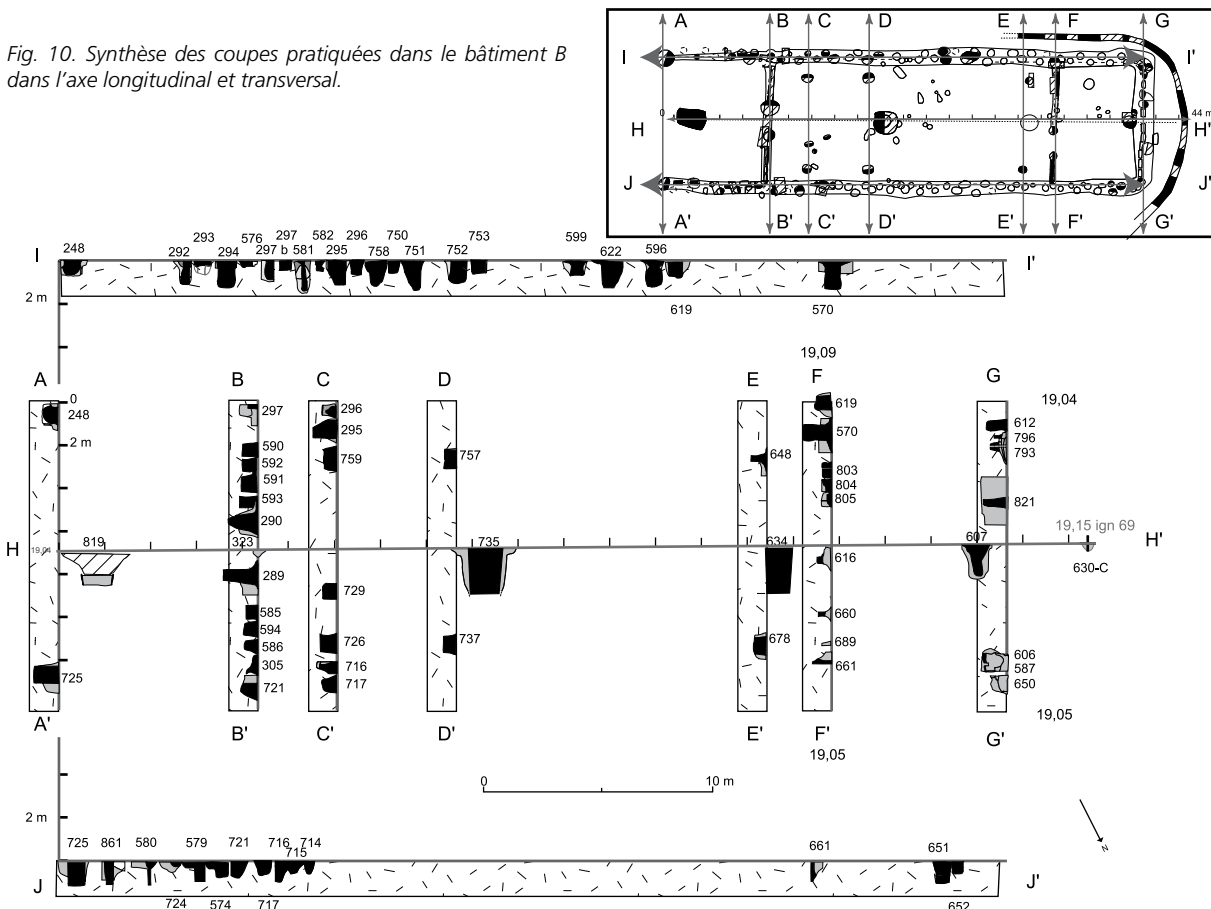 Fig. 10. Synthèse des coupes pratiquées dans le bâtiment B
dans l'axe longitudinal et transversal.
A B C D E F G
I I'
0 44 m
H H'
J J'
A' B' C' D' E' F' G'
293 576 297 582 296 750 753
248 292 294 297 b 581 295 758 751 752 599 622 596
I I'
2 m
619 570
19,09
A B C D E F G
0 19,04
248 297 296 619 612
2 m 295 570 796
590 759 757 648 793
592 803
591 804
593 805 821
290
19,15 ign 69
H 19,04 819 323 735 634 607 H'
616 630-C
289
729
585 660
594 726 737 678 689 606
586 716 661 587
725 305 717 650
721
A' B' C' D' E' F' G' 19,05
19,05
0 10 m
2 m
N
725 861 580 579 721 716 714 661 651
715
J J'
724 574 717 652